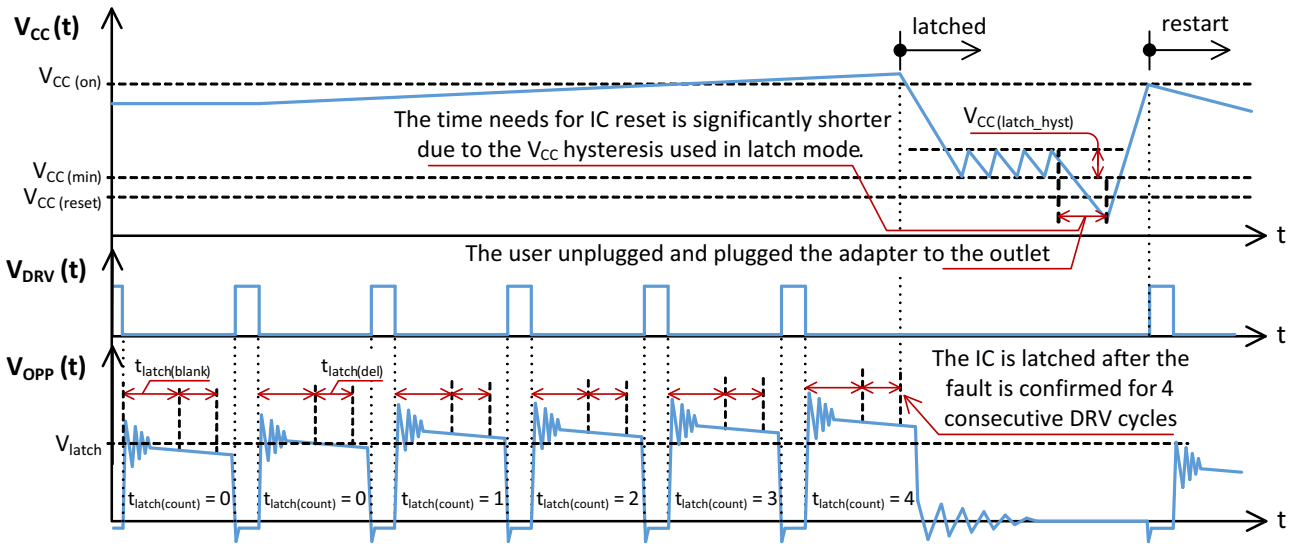 V_CC (t)
latched
restart
V_CC (on)
The time needs for IC reset is significantly shorter
due to the V_CC hysteresis used in latch mode.
V_CC(latch_hyst)
V_CC (min)
V_CC (reset)
t
The user unplugged and plugged the adapter to the outlet
V_DRV (t)
t
V_OPP (t)
t_latch(blank)
t_latch(del)
The IC is latched after the
fault is confirmed for 4
consecutive DRV cycles
V_latch
t_latch(count) = 0
t_latch(count) = 0
t_latch(count) = 1
t_latch(count) = 2
t_latch(count) = 3
t_latch(count) = 4
t